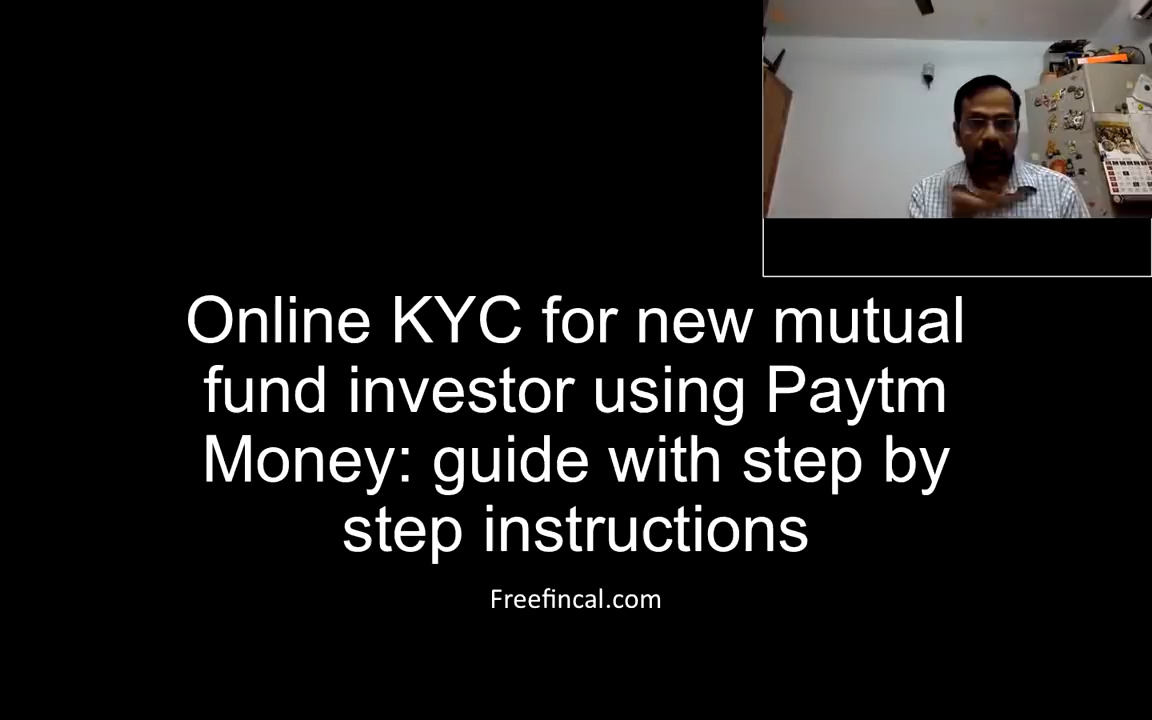 Online KYC for new mutual
fund investor using Paytm
Money: guide with step by
step instructions
Freefincal.com